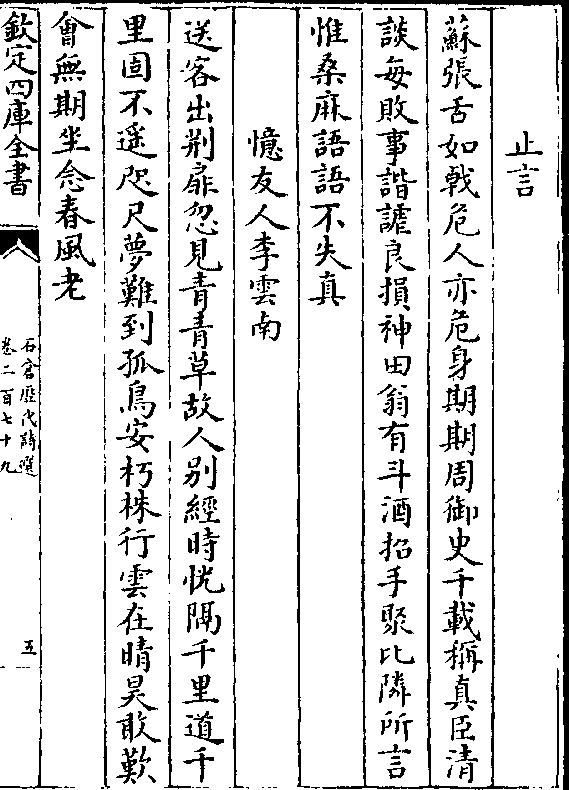 止言
蘇張舌如戟危人亦危身期期周御史千載稱真臣清
談每敗事諧謔良損神田翁有斗酒招手聚比隣所言
惟桑麻語語不失真
憶友人李雲南
送客出荆扉忽見青青草故人别經時恍隔千里道千
里固不遥咫尺夢難到孤鳥安朽株行雲在晴昊敢歎
會無期坐念春風老
欽定四庫全書
石倉歷代詩選
卷二百七十九
五